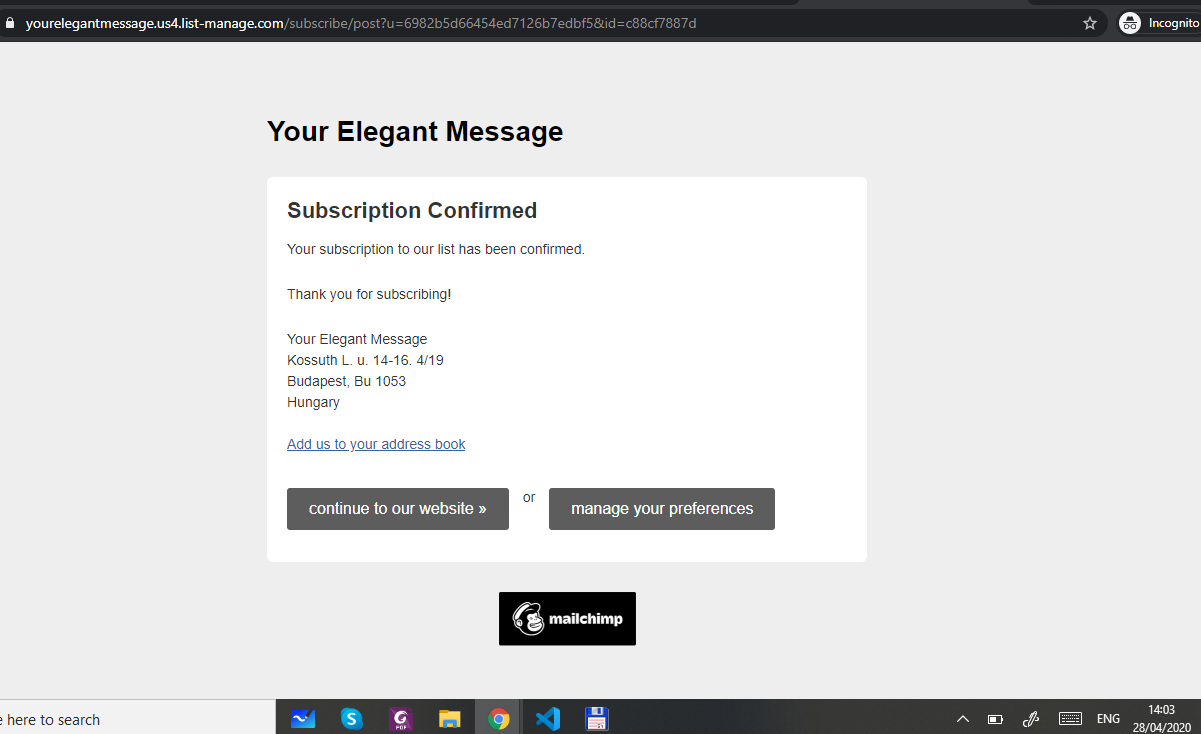 yourelegantmessage.us4.list-manage.com/subscribe/post?u=6982b5d66454ed7126b7edbf5&id=c88cf7887d
Incognito
Your Elegant Message
Subscription Confirmed
Your subscription to our list has been confirmed.
Thank you for subscribing!
Your Elegant Message
Kossuth L. u. 14-16. 4/19
Budapest, Bu 1053
Hungary
Add us to your address book
continue to our website »
or
manage your preferences
mailchimp
e here to search
S
G
PDF
ENG
14:03
28/04/2020